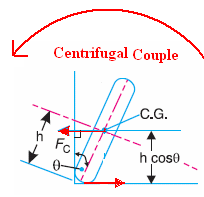 Centrifugal Couple
C.G.
F_C
h
h cosθ
θ